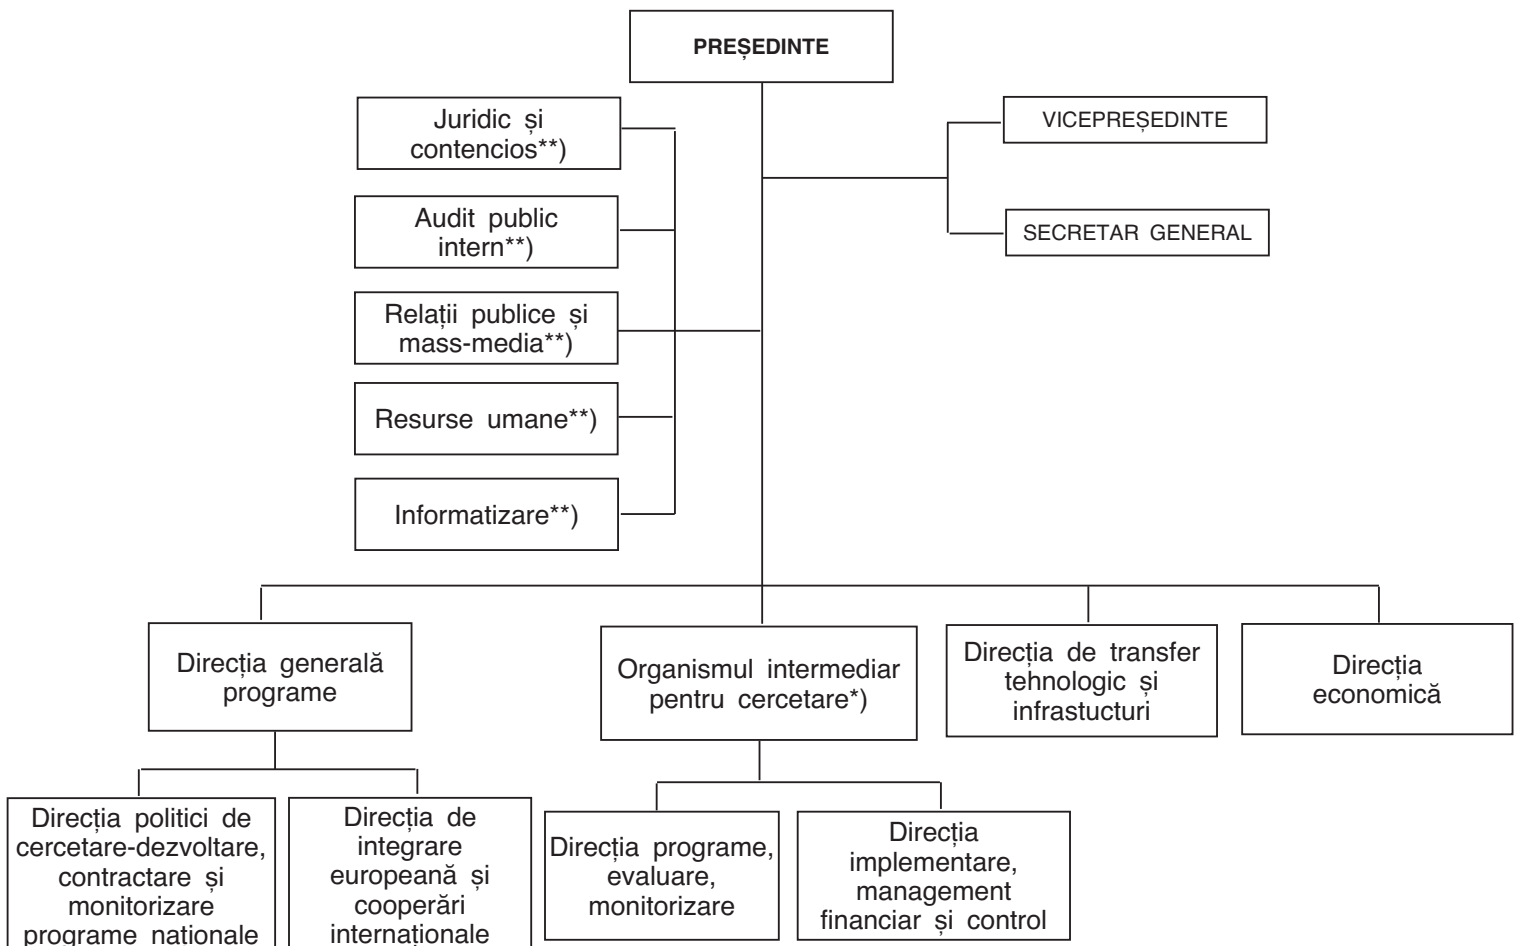 PREȘEDINTE
Juridic și
contencios**)
VICEPREȘEDINTE
Audit public
intern**)
SECRETAR GENERAL
Relații publice și
mass-media**)
Resurse umane**)
Informatizare**)
Direcția generală
programe
Organismul intermediar
pentru cercetare*)
Direcția de transfer
tehnologic și
infrastucturi
Direcția
economică
Direcția politici de
cercetare-dezvoltare,
contractare și
monitorizare
programe naționale
Direcția de
integrare
europeană și
cooperări
internaționale
Direcția programe,
evaluare,
monitorizare
Direcția
implementare,
management
financiar și control